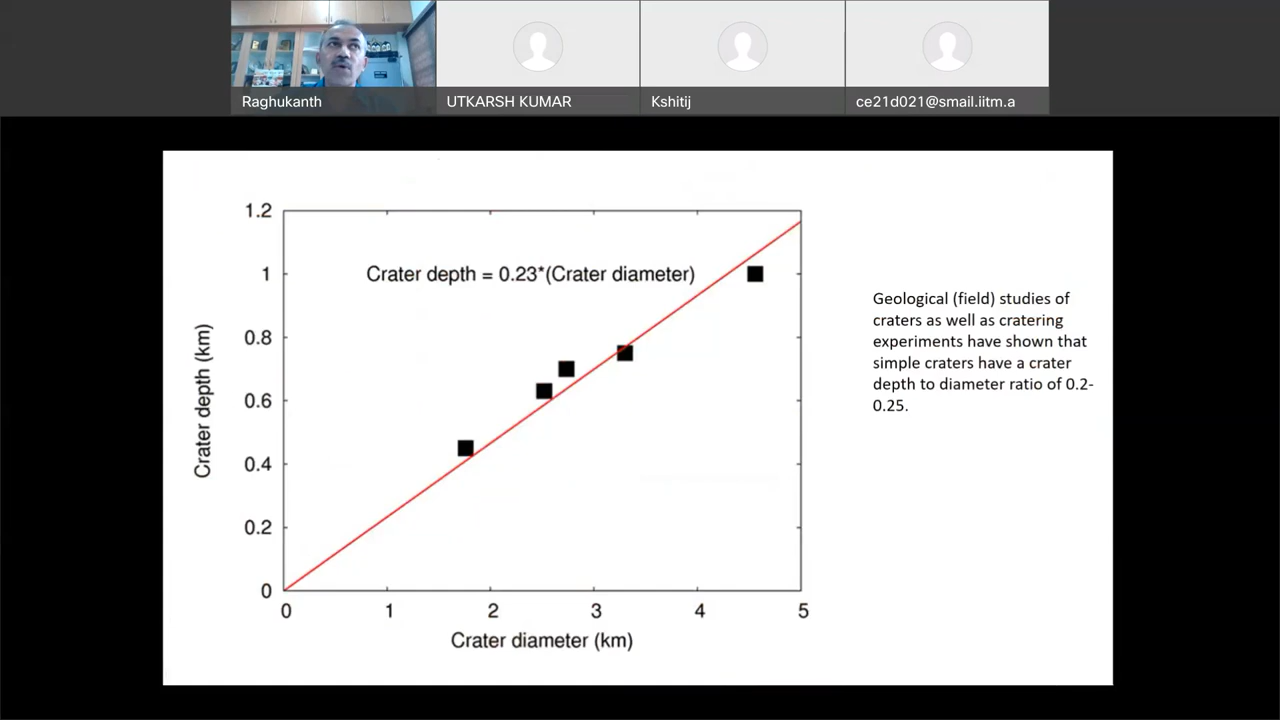 Raghukanth
UTKARSH KUMAR
Kshitij
ce21d021@smail.iitm.a
1.2
1
0.8
0.6
0.4
0.2
0
Crater depth (km)
Crater depth = 0.23*(Crater diameter)
0 1 2 3 4 5
Crater diameter (km)
Geological (field) studies of
craters as well as cratering
experiments have shown that
simple craters have a crater
depth to diameter ratio of 0.2-
0.25.